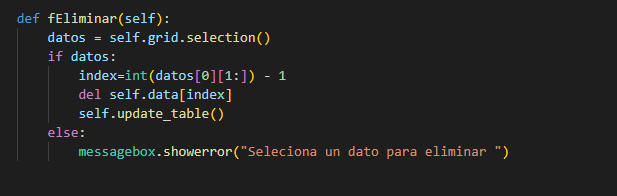 def fEliminar(self):
    datos = self.grid.selection()
    if datos:
        index=int(datos[0][1:]) - 1
        del self.data[index]
        self.update_table()
    else:
        messagebox.showerror("Seleciona un dato para eliminar ")